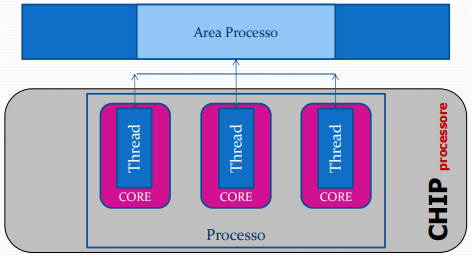 Area Processo
Thread
Thread
Thread
CORE
CORE
CORE
Processo
CHIP processore